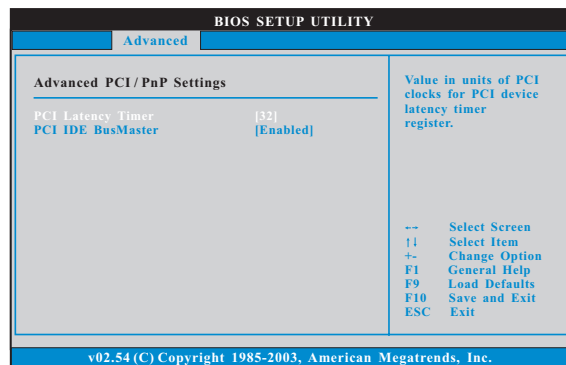 BIOS SETUP UTILITY
Advanced
Advanced PCI / PnP Settings
PCI Latency Timer [32]
PCI IDE BusMaster [Enabled]
Value in units of PCI
clocks for PCI device
latency timer
register.
←→ Select Screen
↑↓ Select Item
+- Change Option
F1 General Help
F9 Load Defaults
F10 Save and Exit
ESC Exit
v02.54 (C) Copyright 1985-2003, American Megatrends, Inc.